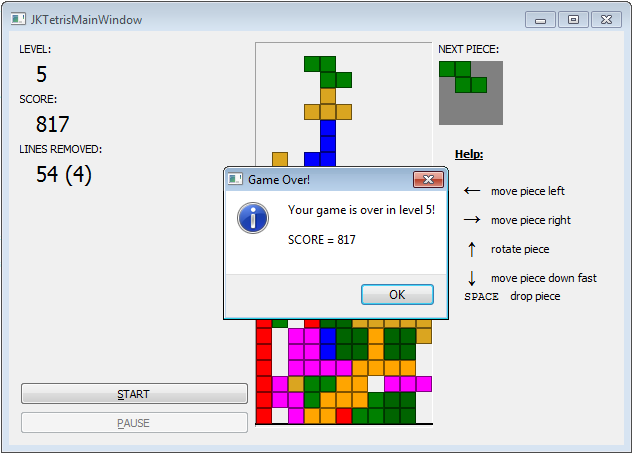 JKTetrisMainWindow
LEVEL:
5
SCORE:
817
LINES REMOVED:
54 (4)
NEXT PIECE:
Help:
← move piece left
→ move piece right
↑ rotate piece
↓ move piece down fast
SPACE drop piece
Game Over!
Your game is over in level 5!
SCORE = 817
OK
START
PAUSE